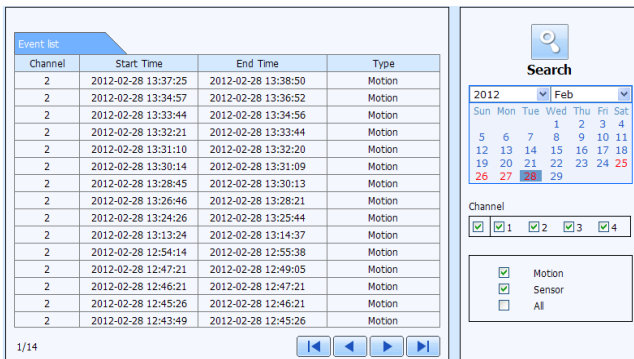 Event list
Channel Start Time End Time Type
2 2012-02-28 13:37:25 2012-02-28 13:38:50 Motion
2 2012-02-28 13:34:57 2012-02-28 13:36:52 Motion
2 2012-02-28 13:33:44 2012-02-28 13:34:56 Motion
2 2012-02-28 13:32:21 2012-02-28 13:33:44 Motion
2 2012-02-28 13:31:10 2012-02-28 13:32:20 Motion
2 2012-02-28 13:30:14 2012-02-28 13:31:09 Motion
2 2012-02-28 13:28:45 2012-02-28 13:30:13 Motion
2 2012-02-28 13:26:46 2012-02-28 13:28:21 Motion
2 2012-02-28 13:24:26 2012-02-28 13:25:44 Motion
2 2012-02-28 13:13:24 2012-02-28 13:14:37 Motion
2 2012-02-28 12:54:14 2012-02-28 12:55:38 Motion
2 2012-02-28 12:47:21 2012-02-28 12:49:05 Motion
2 2012-02-28 12:46:21 2012-02-28 12:47:21 Motion
2 2012-02-28 12:45:26 2012-02-28 12:46:21 Motion
2 2012-02-28 12:43:49 2012-02-28 12:45:26 Motion
1/14
Search
2012 Feb
Sun Mon Tue Wed Thu Fri Sat
1 2 3 4
5 6 7 8 9 10 11
12 13 14 15 16 17 18
19 20 21 22 23 24 25
26 27 28 29
Channel
1 2 3 4
Motion
Sensor
All